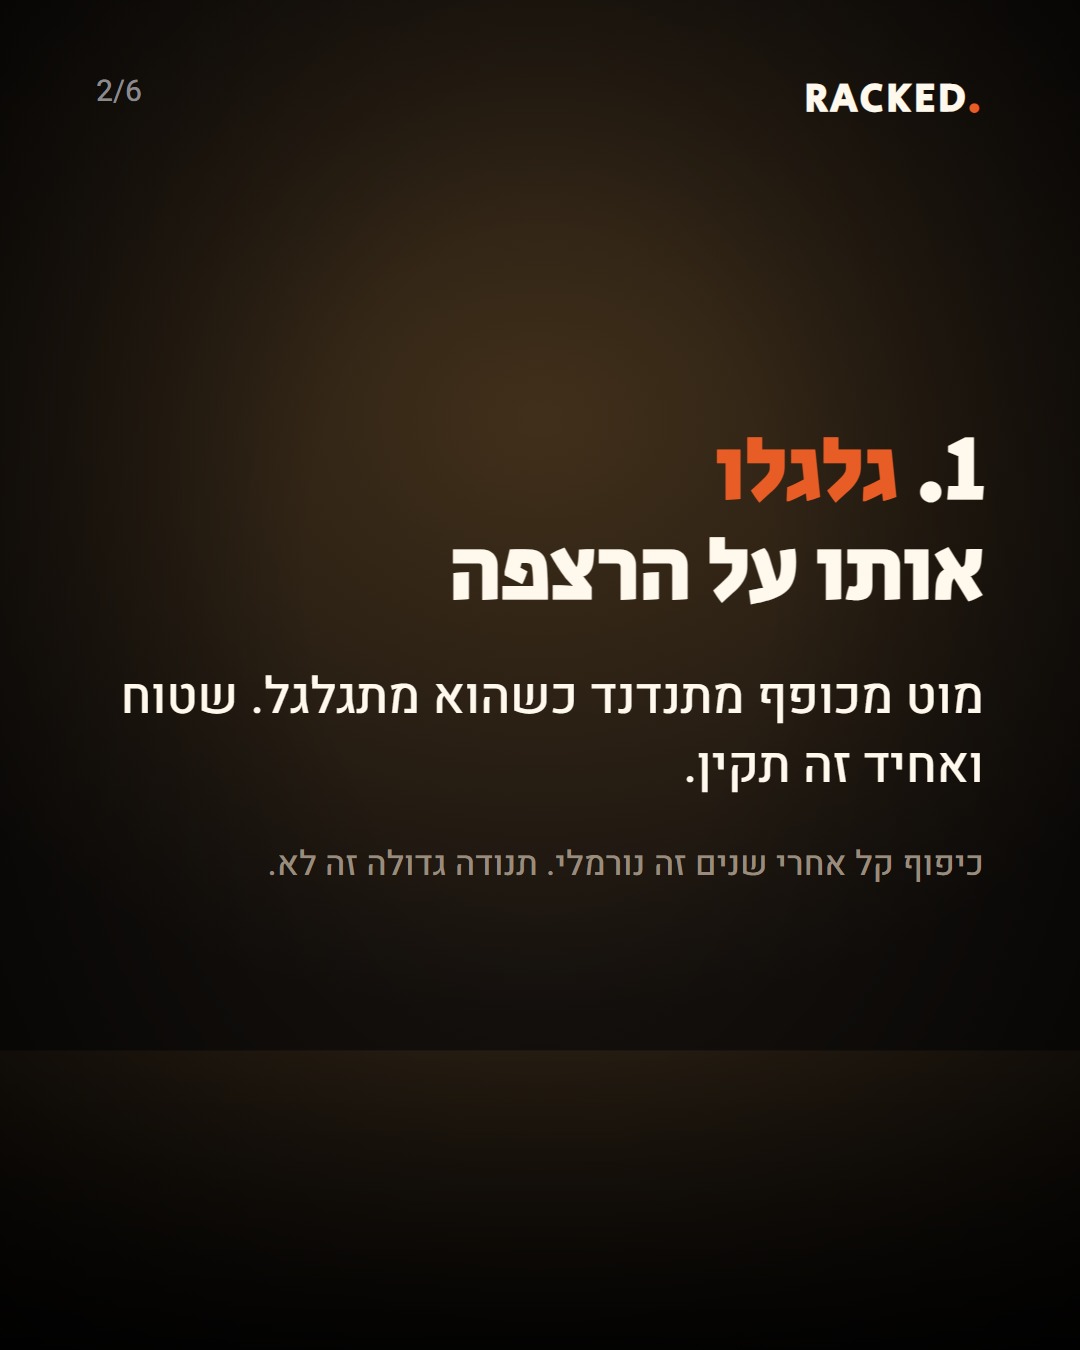 RACKED.
2/6
1. גלגלו
אותו על הרצפה
מוט מכופף מתנדנד כשהוא מתגלגל. שטוח
ואחיד זה תקין.
כיפוף קל אחרי שנים זה נורמלי. תנודה גדולה זה לא.